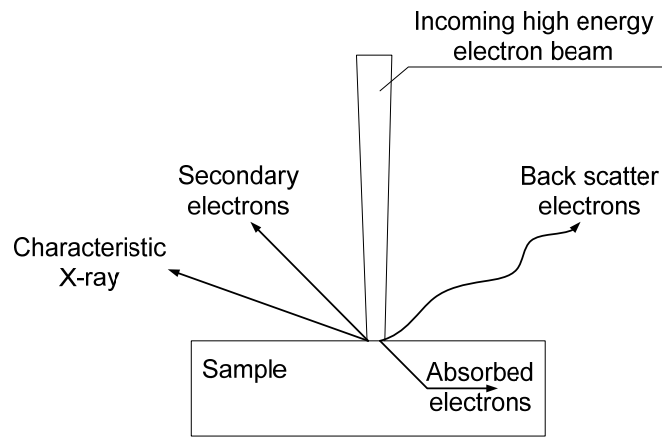 Incoming high energy
electron beam
Secondary
electrons
Back scatter
electrons
Characteristic
X-ray
Sample
Absorbed
electrons